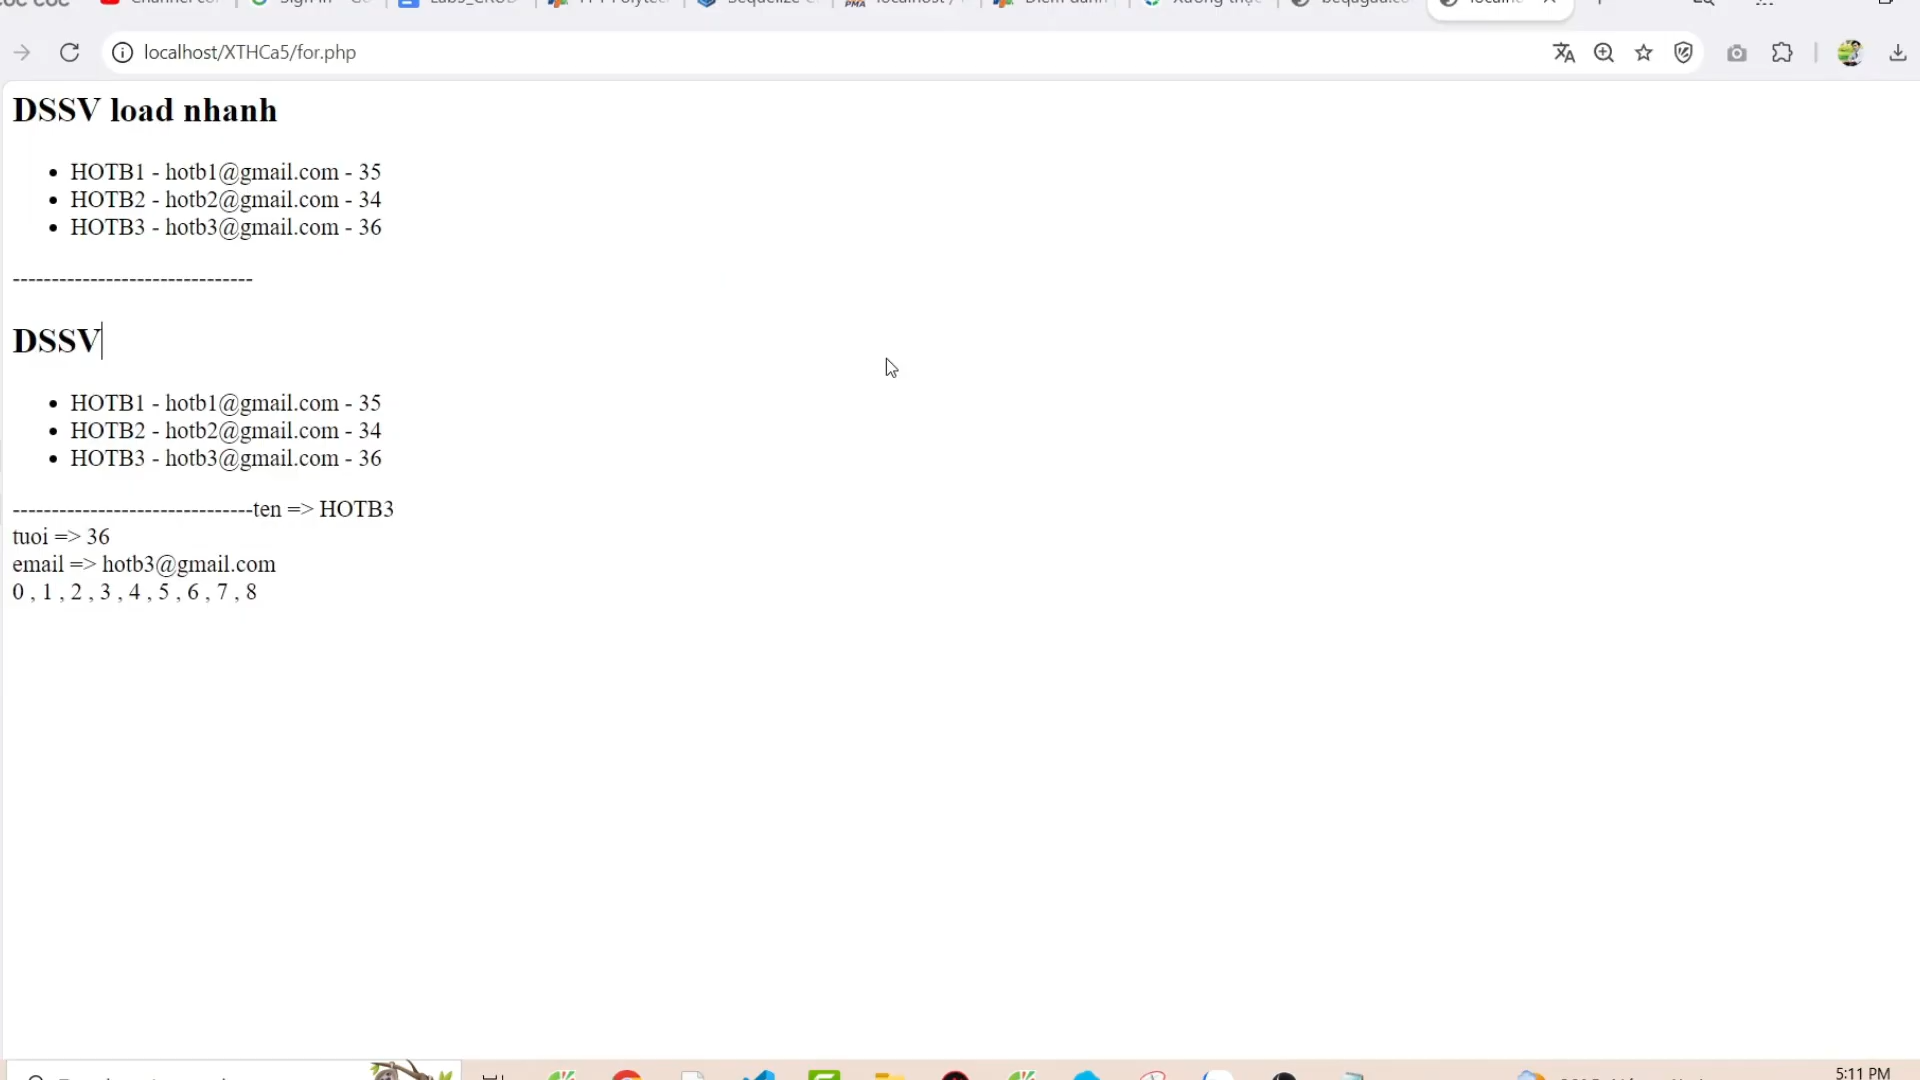 localhost/XTHCa5/for.php
DSSV load nhanh
HOTB1 - hotb1@gmail.com - 35
HOTB2 - hotb2@gmail.com - 34
HOTB3 - hotb3@gmail.com - 36
-------------------------------
DSSV
HOTB1 - hotb1@gmail.com - 35
HOTB2 - hotb2@gmail.com - 34
HOTB3 - hotb3@gmail.com - 36
-------------------------------ten => HOTB3
tuoi => 36
email => hotb3@gmail.com
0 , 1 , 2 , 3 , 4 , 5 , 6 , 7 , 8
5:11 PM